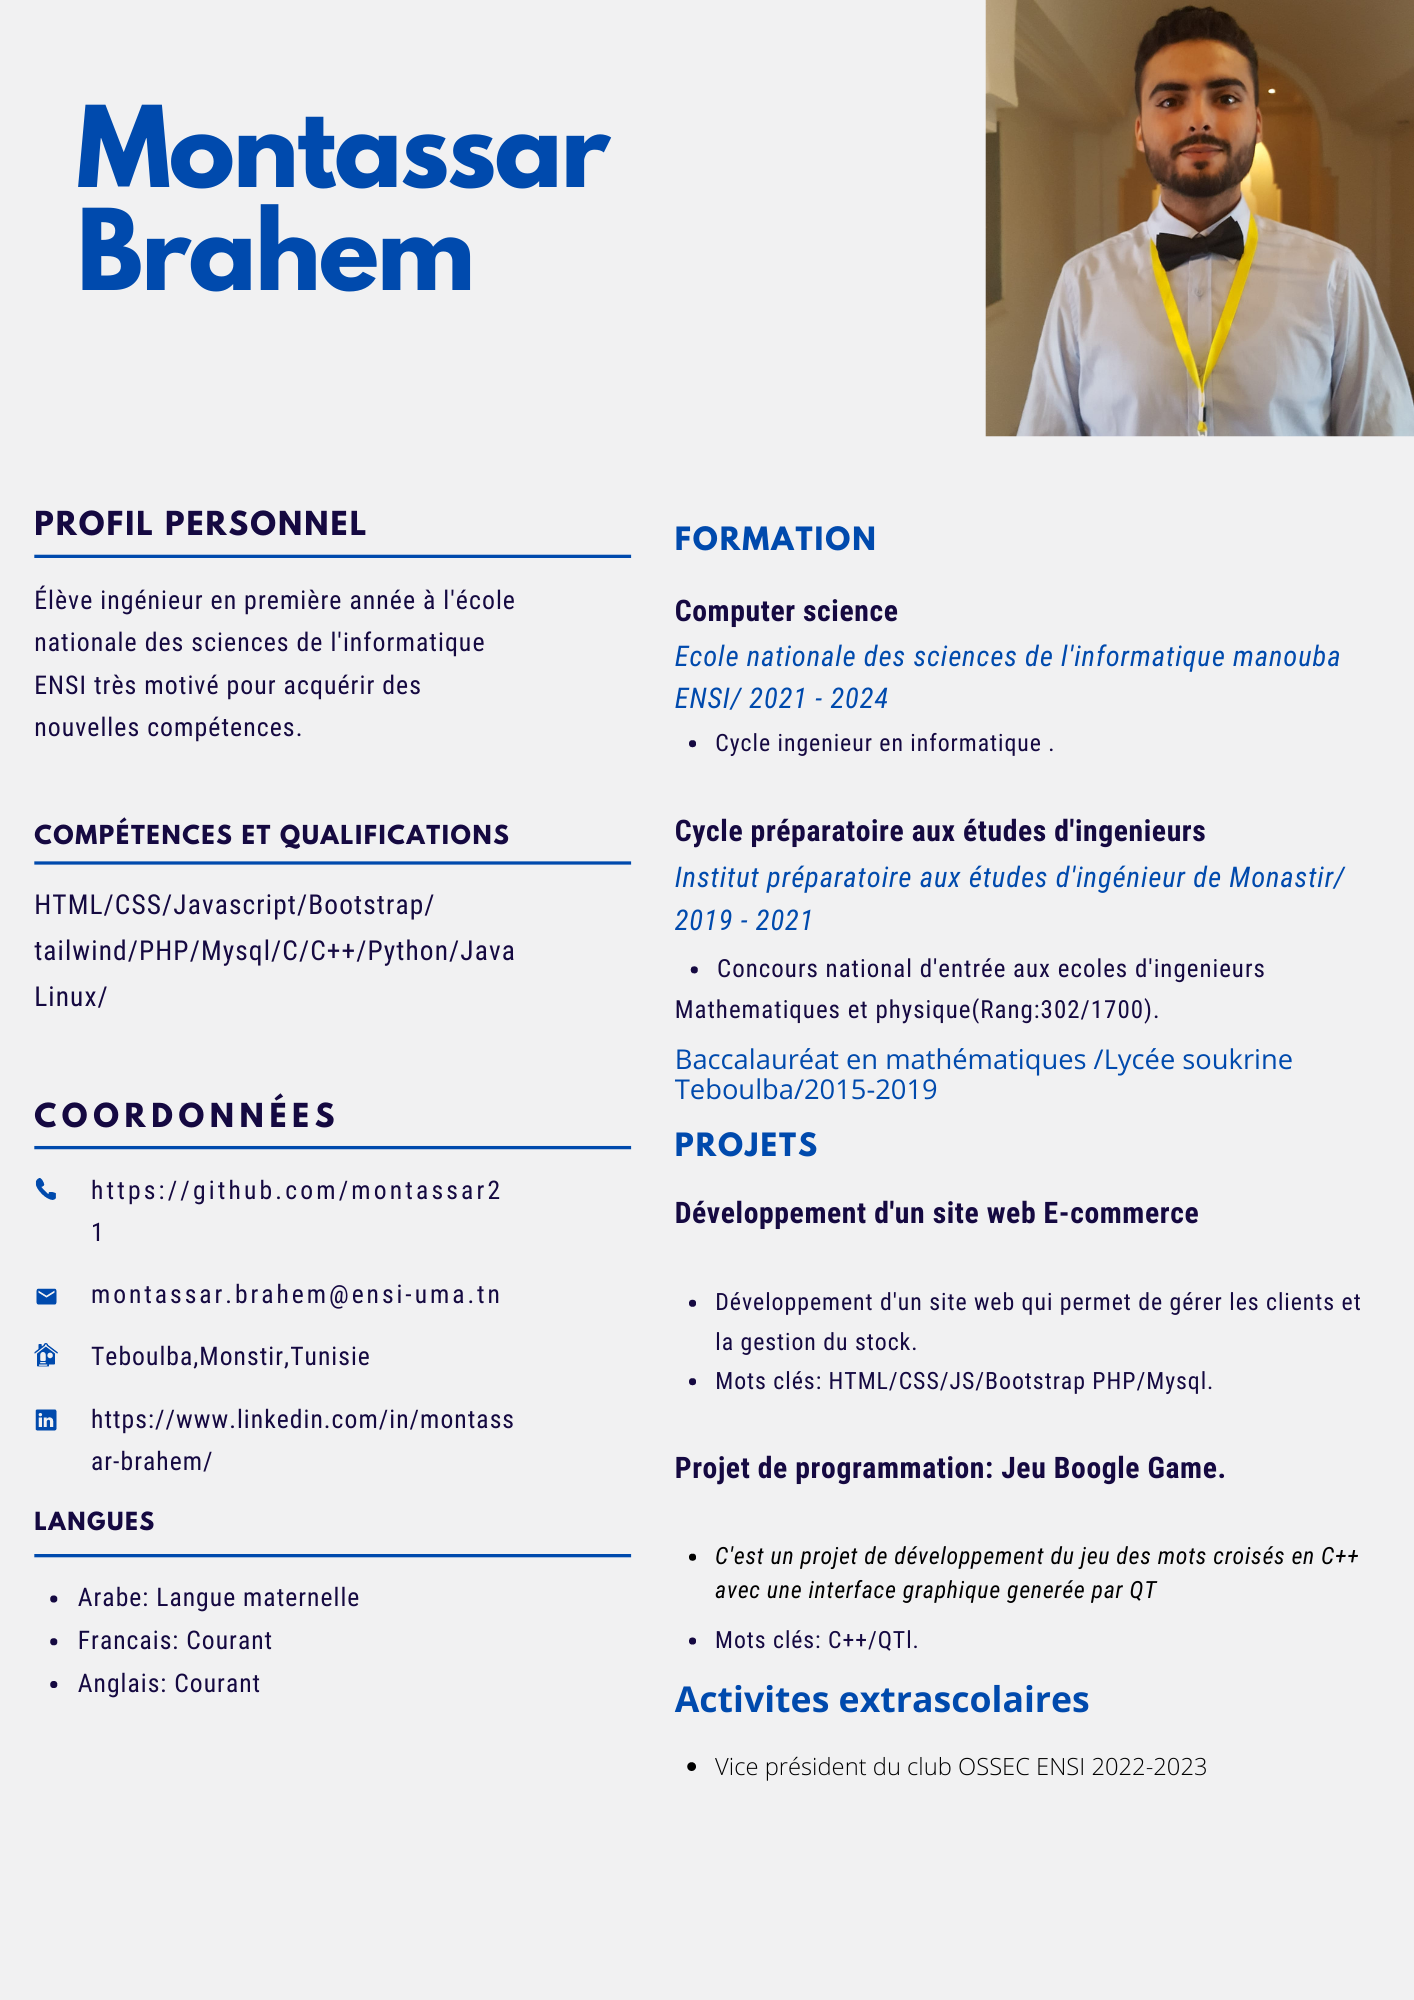 Montassar
Brahem
PROFIL PERSONNEL
Élève ingénieur en première année à l'école
nationale des sciences de l'informatique
ENSI très motivé pour acquérir des
nouvelles compétences.
COMPÉTENCES ET QUALIFICATIONS
HTML/CSS/Javascript/Bootstrap/
tailwind/PHP/Mysql/C/C++/Python/Java
Linux/
COORDONNÉES
https://github.com/montassar2
1
montassar.brahem@ensi-uma.tn
Teboulba,Monstir,Tunisie
https://www.linkedin.com/in/montass
ar-brahem/
LANGUES
• Arabe: Langue maternelle
• Francais: Courant
• Anglais: Courant
FORMATION
Computer science
Ecole nationale des sciences de l'informatique manouba
ENSI/ 2021 - 2024
• Cycle ingenieur en informatique .
Cycle préparatoire aux études d'ingenieurs
Institut préparatoire aux études d'ingénieur de Monastir/
2019 - 2021
• Concours national d'entrée aux ecoles d'ingenieurs
Mathematiques et physique(Rang:302/1700).
Baccalauréat en mathématiques /Lycée soukrine
Teboulba/2015-2019
PROJETS
Développement d'un site web E-commerce
• Développement d'un site web qui permet de gérer les clients et
la gestion du stock.
• Mots clés: HTML/CSS/JS/Bootstrap PHP/Mysql.
Projet de programmation: Jeu Boogle Game.
• C'est un projet de développement du jeu des mots croisés en C++
avec une interface graphique generée par QT
• Mots clés: C++/QTl.
Activites extrascolaires
• Vice président du club OSSEC ENSI 2022-2023